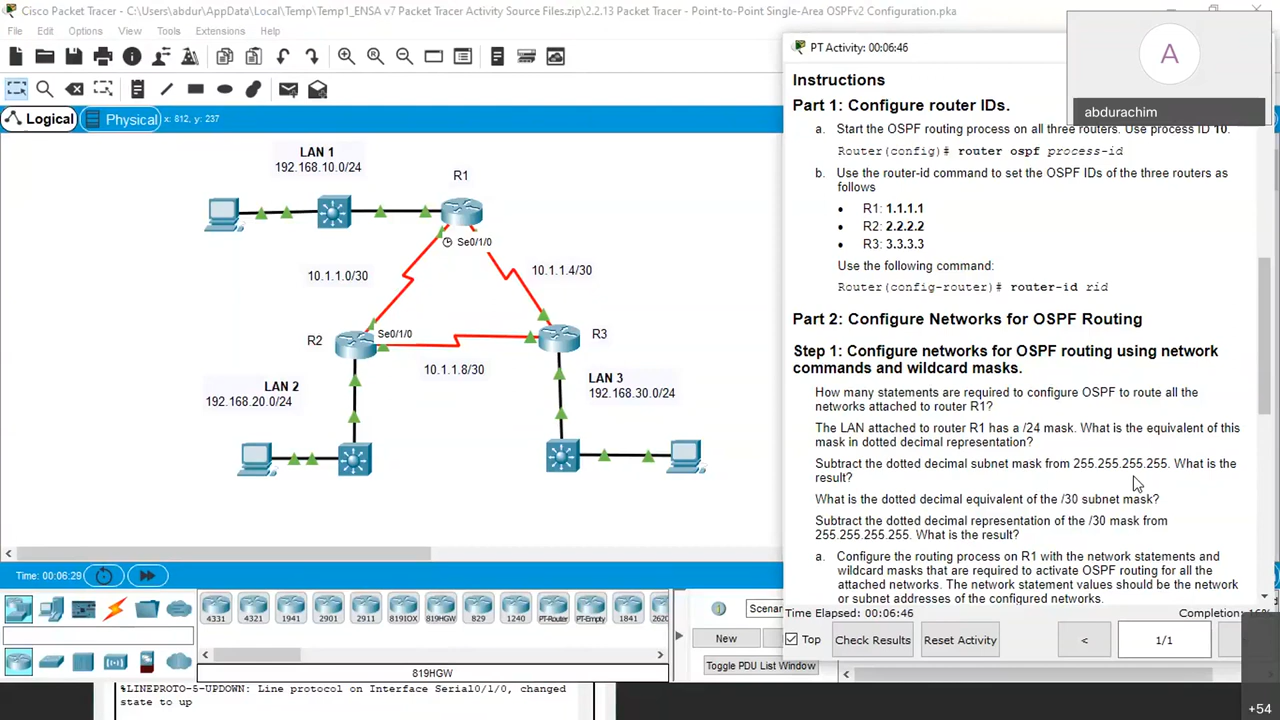 Cisco Packet Tracer - C:\Users\abdur\AppData\Local\Temp\Temp1_ENSA v7 Packet Tracer Activity Source Files.zip\2.2.13 Packet Tracer - Point-to-Point Single-Area OSPFv2 Configuration.pka
File Edit Options View Tools Extensions Help
Logical Physical x: 812, y: 237
LAN 1
192.168.10.0/24
R1
Se0/1/0
10.1.1.0/30
10.1.1.4/30
R2
Se0/1/0
R3
10.1.1.8/30
LAN 2
192.168.20.0/24
LAN 3
192.168.30.0/24
Time: 00:06:29
4331 4321 1941 2901 2911 819IOX 819HGW 829 1240 PT-Router PT-Empty 1841 2620
819HGW
Scenar
New
Toggle PDU List Window
%LINEPROTO-5-UPDOWN: Line protocol on Interface Serial0/1/0, changed
state to up
PT Activity: 00:06:46
A
abdurachim
Instructions
Part 1: Configure router IDs.
a. Start the OSPF routing process on all three routers. Use process ID 10.
Router(config)# router ospf process-id
b. Use the router-id command to set the OSPF IDs of the three routers as
follows
• R1: 1.1.1.1
• R2: 2.2.2.2
• R3: 3.3.3.3
Use the following command:
Router(config-router)# router-id rid
Part 2: Configure Networks for OSPF Routing
Step 1: Configure networks for OSPF routing using network
commands and wildcard masks.
How many statements are required to configure OSPF to route all the
networks attached to router R1?
The LAN attached to router R1 has a /24 mask. What is the equivalent of this
mask in dotted decimal representation?
Subtract the dotted decimal subnet mask from 255.255.255.255. What is the
result?
What is the dotted decimal equivalent of the /30 subnet mask?
Subtract the dotted decimal representation of the /30 mask from
255.255.255.255. What is the result?
a. Configure the routing process on R1 with the network statements and
wildcard masks that are required to activate OSPF routing for all the
attached networks. The network statement values should be the network
or subnet addresses of the configured networks.
Time Elapsed: 00:06:46 Completion: 16%
Top Check Results Reset Activity < 1/1
+54